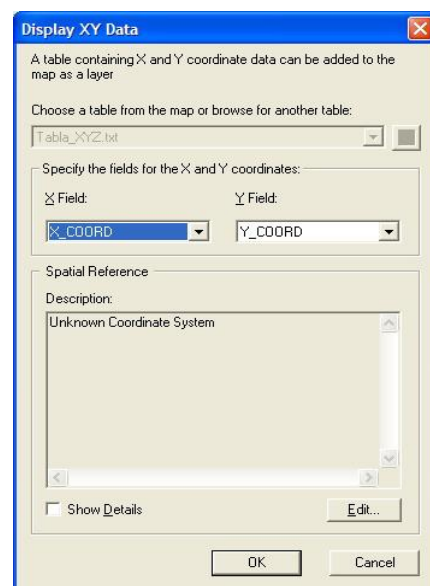 Display XY Data
A table containing X and Y coordinate data can be added to the
map as a layer
Choose a table from the map or browse for another table:
Tabla_XYZ.txt
Specify the fields for the X and Y coordinates:
X Field:
Y Field:
X_COORD
Y_COORD
Spatial Reference
Description:
Unknown Coordinate System
Show Details
Edit...
OK
Cancel